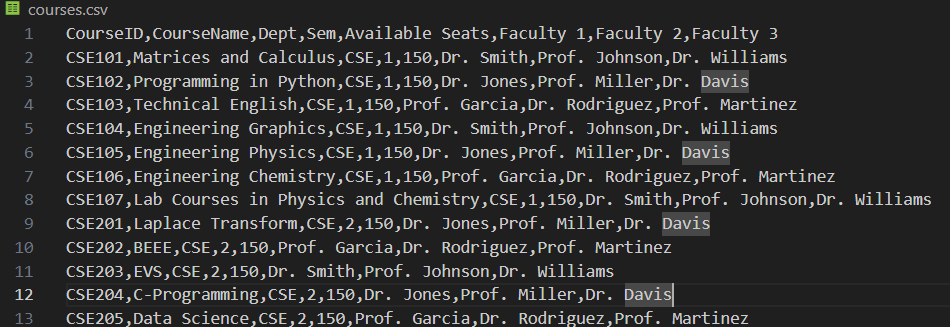 courses.csv
1 CourseID,CourseName,Dept,Sem,Available Seats,Faculty 1,Faculty 2,Faculty 3
2 CSE101,Matrices and Calculus,CSE,1,150,Dr. Smith,Prof. Johnson,Dr. Williams
3 CSE102,Programming in Python,CSE,1,150,Dr. Jones,Prof. Miller,Dr. Davis
4 CSE103,Technical English,CSE,1,150,Prof. Garcia,Dr. Rodriguez,Prof. Martinez
5 CSE104,Engineering Graphics,CSE,1,150,Dr. Smith,Prof. Johnson,Dr. Williams
6 CSE105,Engineering Physics,CSE,1,150,Dr. Jones,Prof. Miller,Dr. Davis
7 CSE106,Engineering Chemistry,CSE,1,150,Prof. Garcia,Dr. Rodriguez,Prof. Martinez
8 CSE107,Lab Courses in Physics and Chemistry,CSE,1,150,Dr. Smith,Prof. Johnson,Dr. Williams
9 CSE201,Laplace Transform,CSE,2,150,Dr. Jones,Prof. Miller,Dr. Davis
10 CSE202,BEEE,CSE,2,150,Prof. Garcia,Dr. Rodriguez,Prof. Martinez
11 CSE203,EVS,CSE,2,150,Dr. Smith,Prof. Johnson,Dr. Williams
12 CSE204,C-Programming,CSE,2,150,Dr. Jones,Prof. Miller,Dr. Davis
13 CSE205,Data Science,CSE,2,150,Prof. Garcia,Dr. Rodriguez,Prof. Martinez